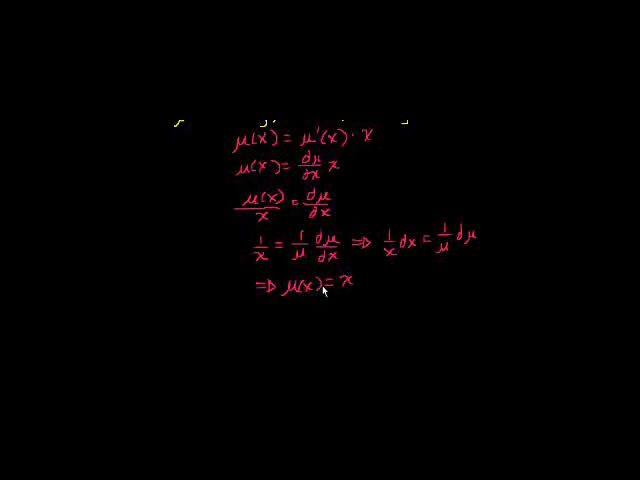 μ(x) = μ'(x) · x
μ(x) = dμ/dx x
μ(x)/x = dμ/dx
1/x = 1/μ dμ/dx ⇒ 1/x dx = 1/μ dμ
⇒ μ(x) = x